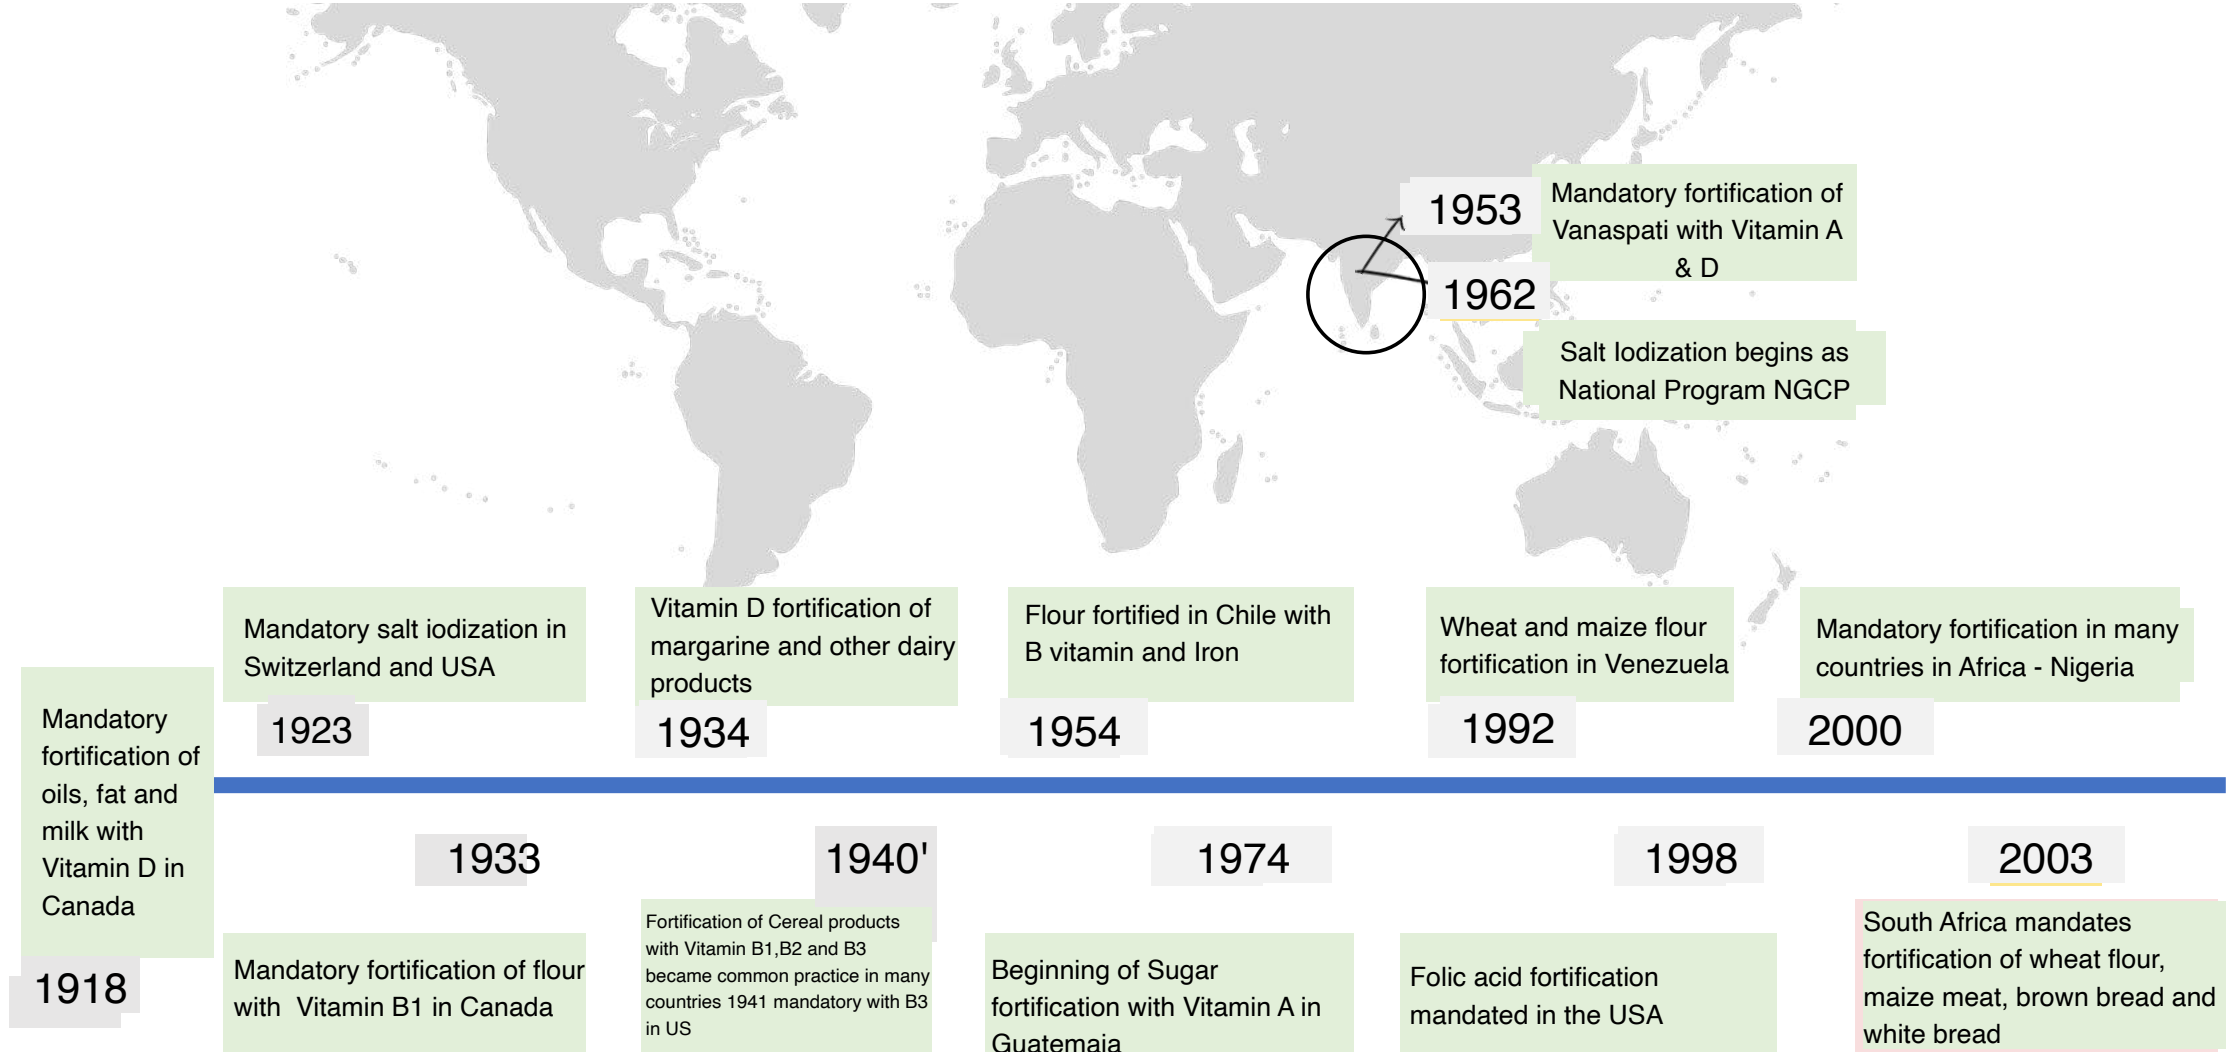 1953
Mandatory fortification of
Vanaspati with Vitamin A
& D
1962
Salt Iodization begins as
National Program NGCP
Mandatory
fortification of
oils, fat and
milk with
Vitamin D in
Canada
1918
Mandatory salt iodization in
Switzerland and USA
1923
Vitamin D fortification of
margarine and other dairy
products
1934
Flour fortified in Chile with
B vitamin and Iron
1954
Wheat and maize flour
fortification in Venezuela
1992
Mandatory fortification in many
countries in Africa - Nigeria
2000
1933
Mandatory fortification of flour
with  Vitamin B1 in Canada
1940'
Fortification of Cereal products
with Vitamin B1,B2 and B3
became common practice in many
countries 1941 mandatory with B3
in US
1974
Beginning of Sugar
fortification with Vitamin A in
Guatemaia
1998
Folic acid fortification
mandated in the USA
2003
South Africa mandates
fortification of wheat flour,
maize meat, brown bread and
white bread